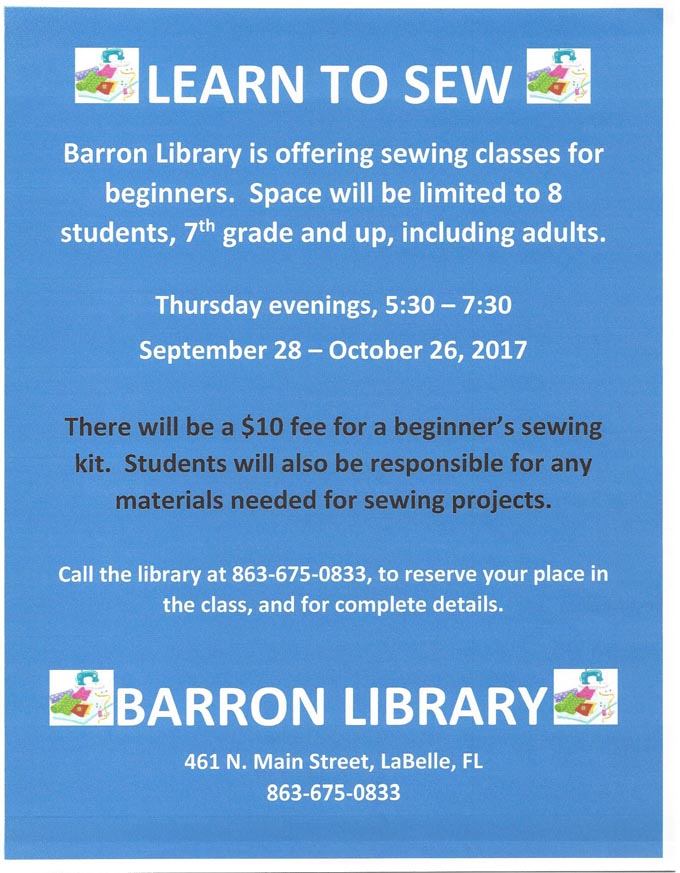 LEARN TO SEW
Barron Library is offering sewing classes for
beginners.  Space will be limited to 8
students, 7th grade and up, including adults.
Thursday evenings, 5:30 – 7:30
September 28 – October 26, 2017
There will be a $10 fee for a beginner’s sewing
kit.  Students will also be responsible for any
materials needed for sewing projects.
Call the library at 863-675-0833, to reserve your place in
the class, and for complete details.
BARRON LIBRARY
461 N. Main Street, LaBelle, FL
863-675-0833